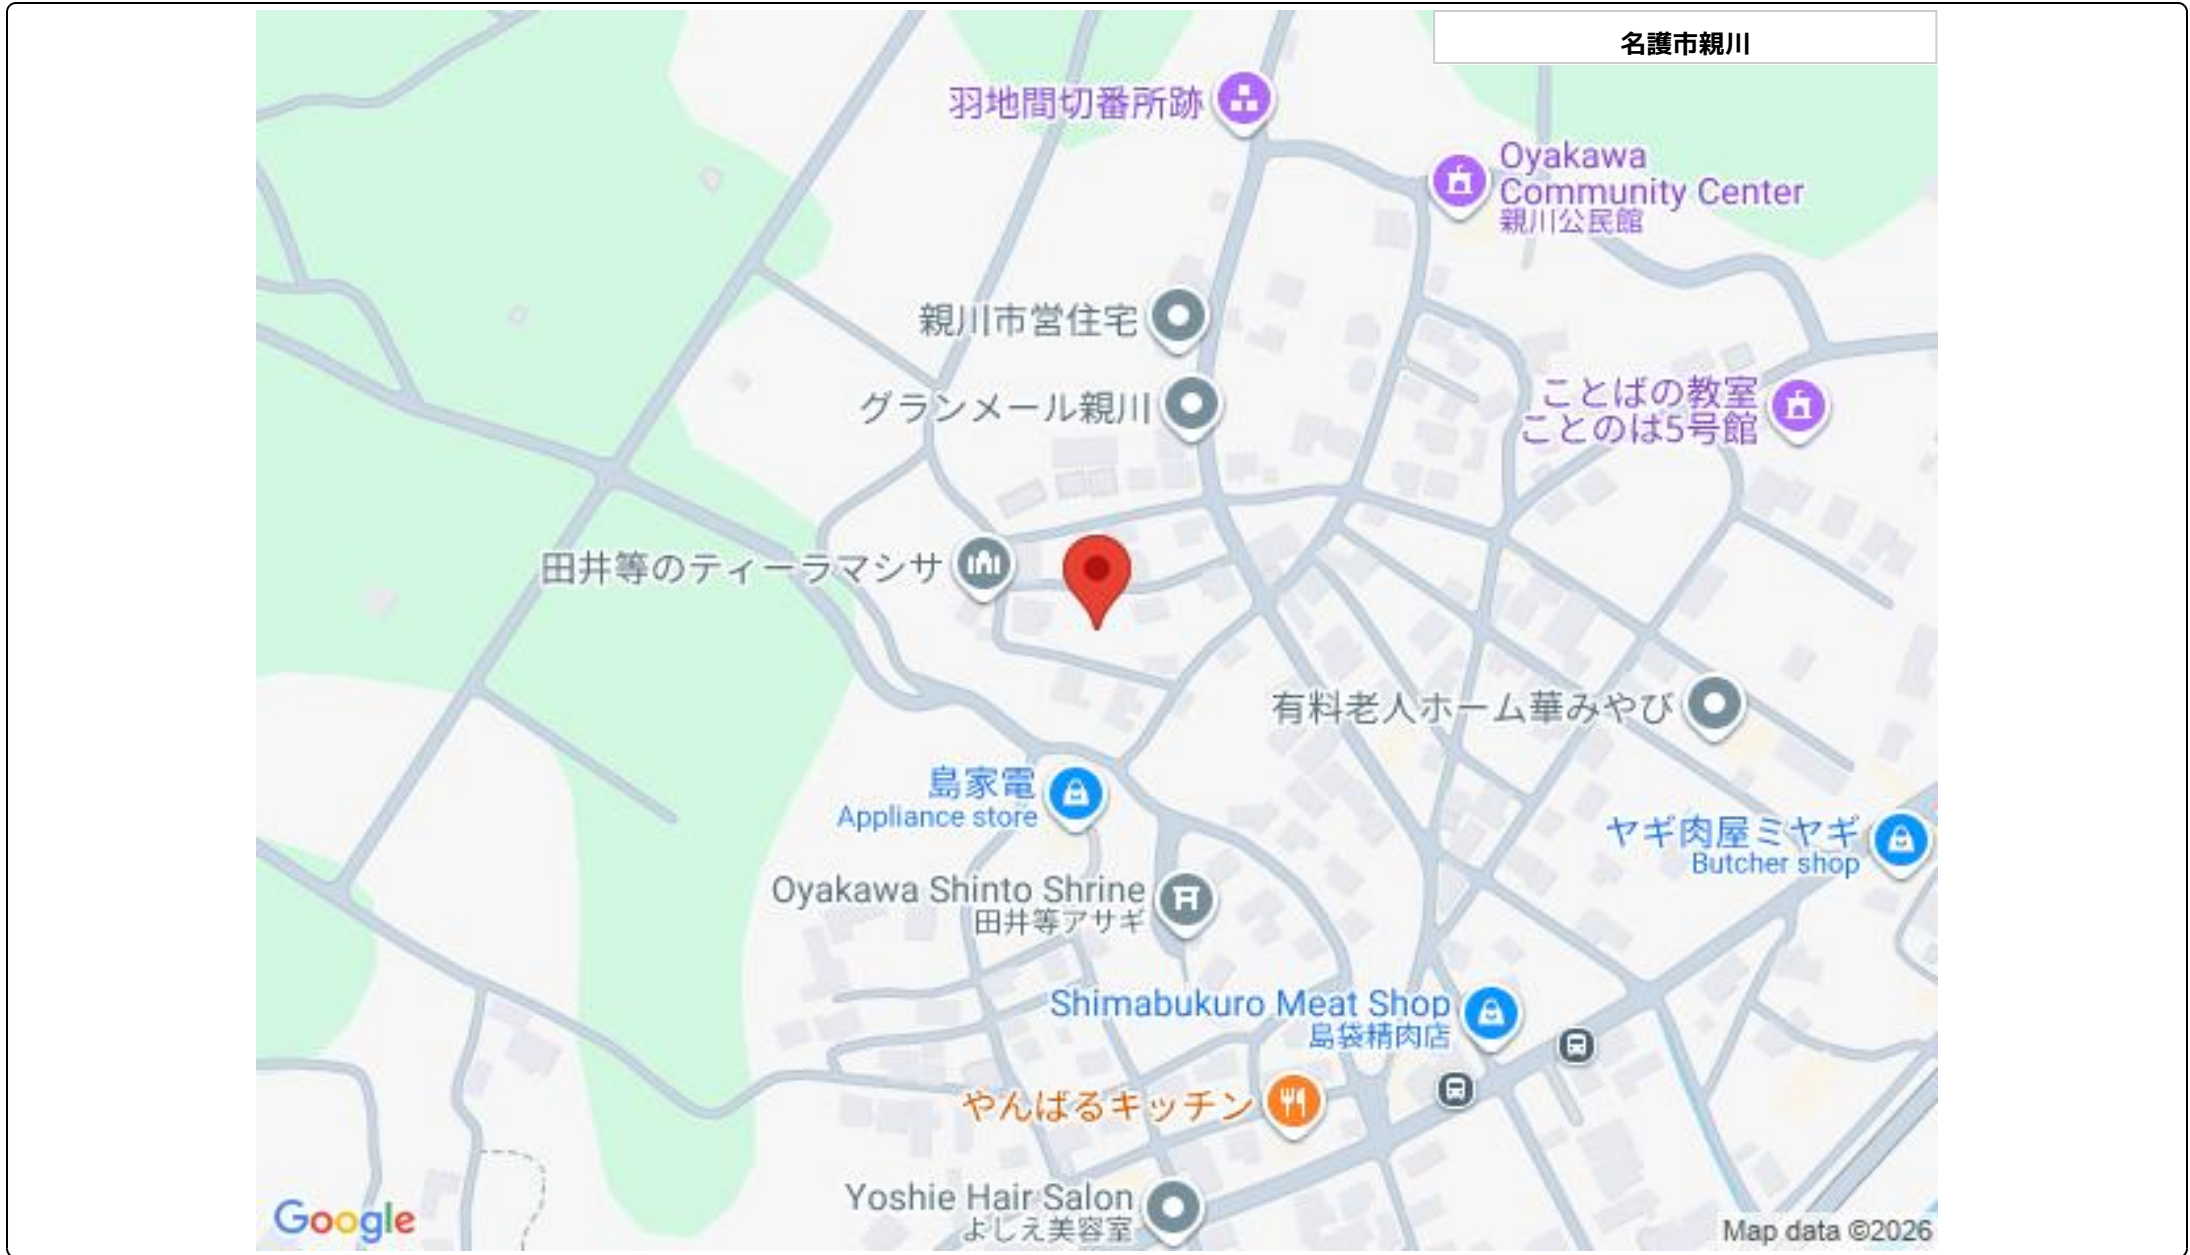 名護市親川
羽地間切番所跡
Oyakawa
Community Center
親川公民館
親川市営住宅
グランメール親川
ことばの教室
ことのは5号館
田井等のティーラマシサ
有料老人ホーム華みやび
島家電
Appliance store
ヤギ肉屋ミヤギ
Butcher shop
Oyakawa Shinto Shrine
田井等アサギ
Shimabukuro Meat Shop
島袋精肉店
やんばるキッチン
Yoshie Hair Salon
よしえ美容室
Google
Map data ©2026